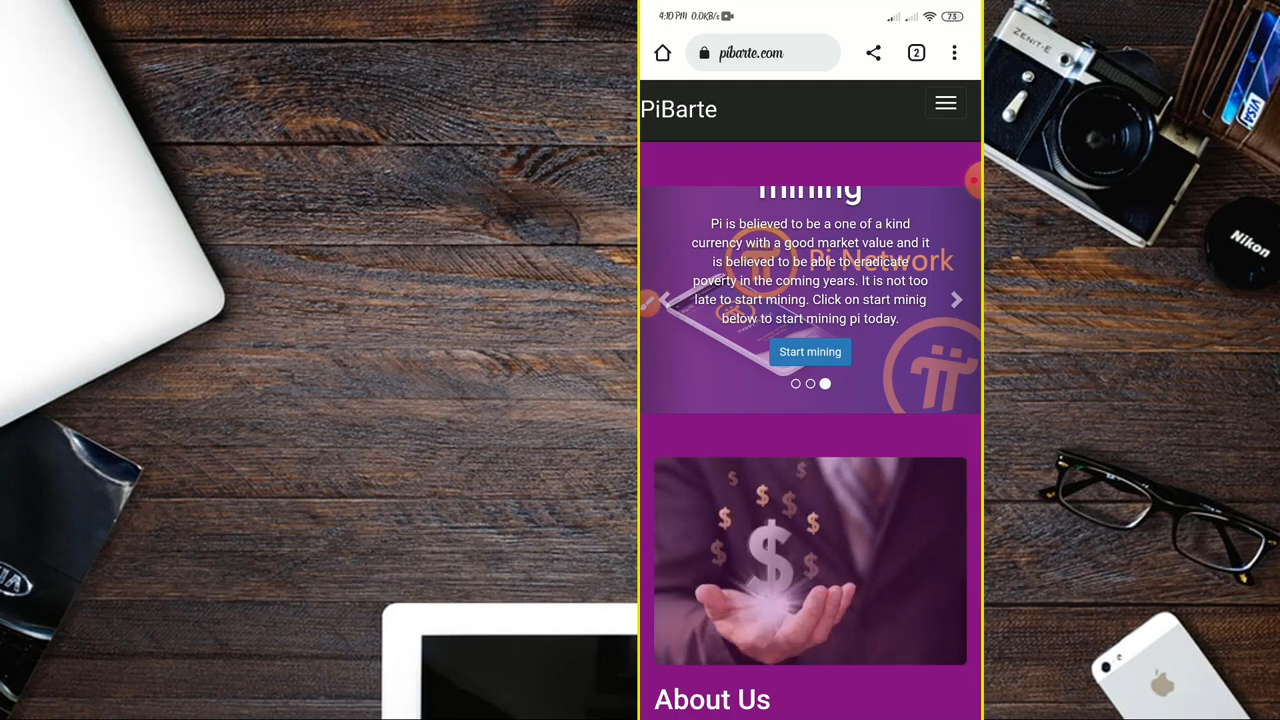 4:10 PM 0.0KB/s
73
pibarte.com
2
PiBarte
mining
Pi is believed to be a one of a kind
currency with a good market value and it
is believed to be able to eradicate
poverty in the coming years. It is not too
late to start mining. Click on start minig
below to start mining pi today.
Pi Network
Start mining
About Us
ZENIT-E
VISA
Nikon